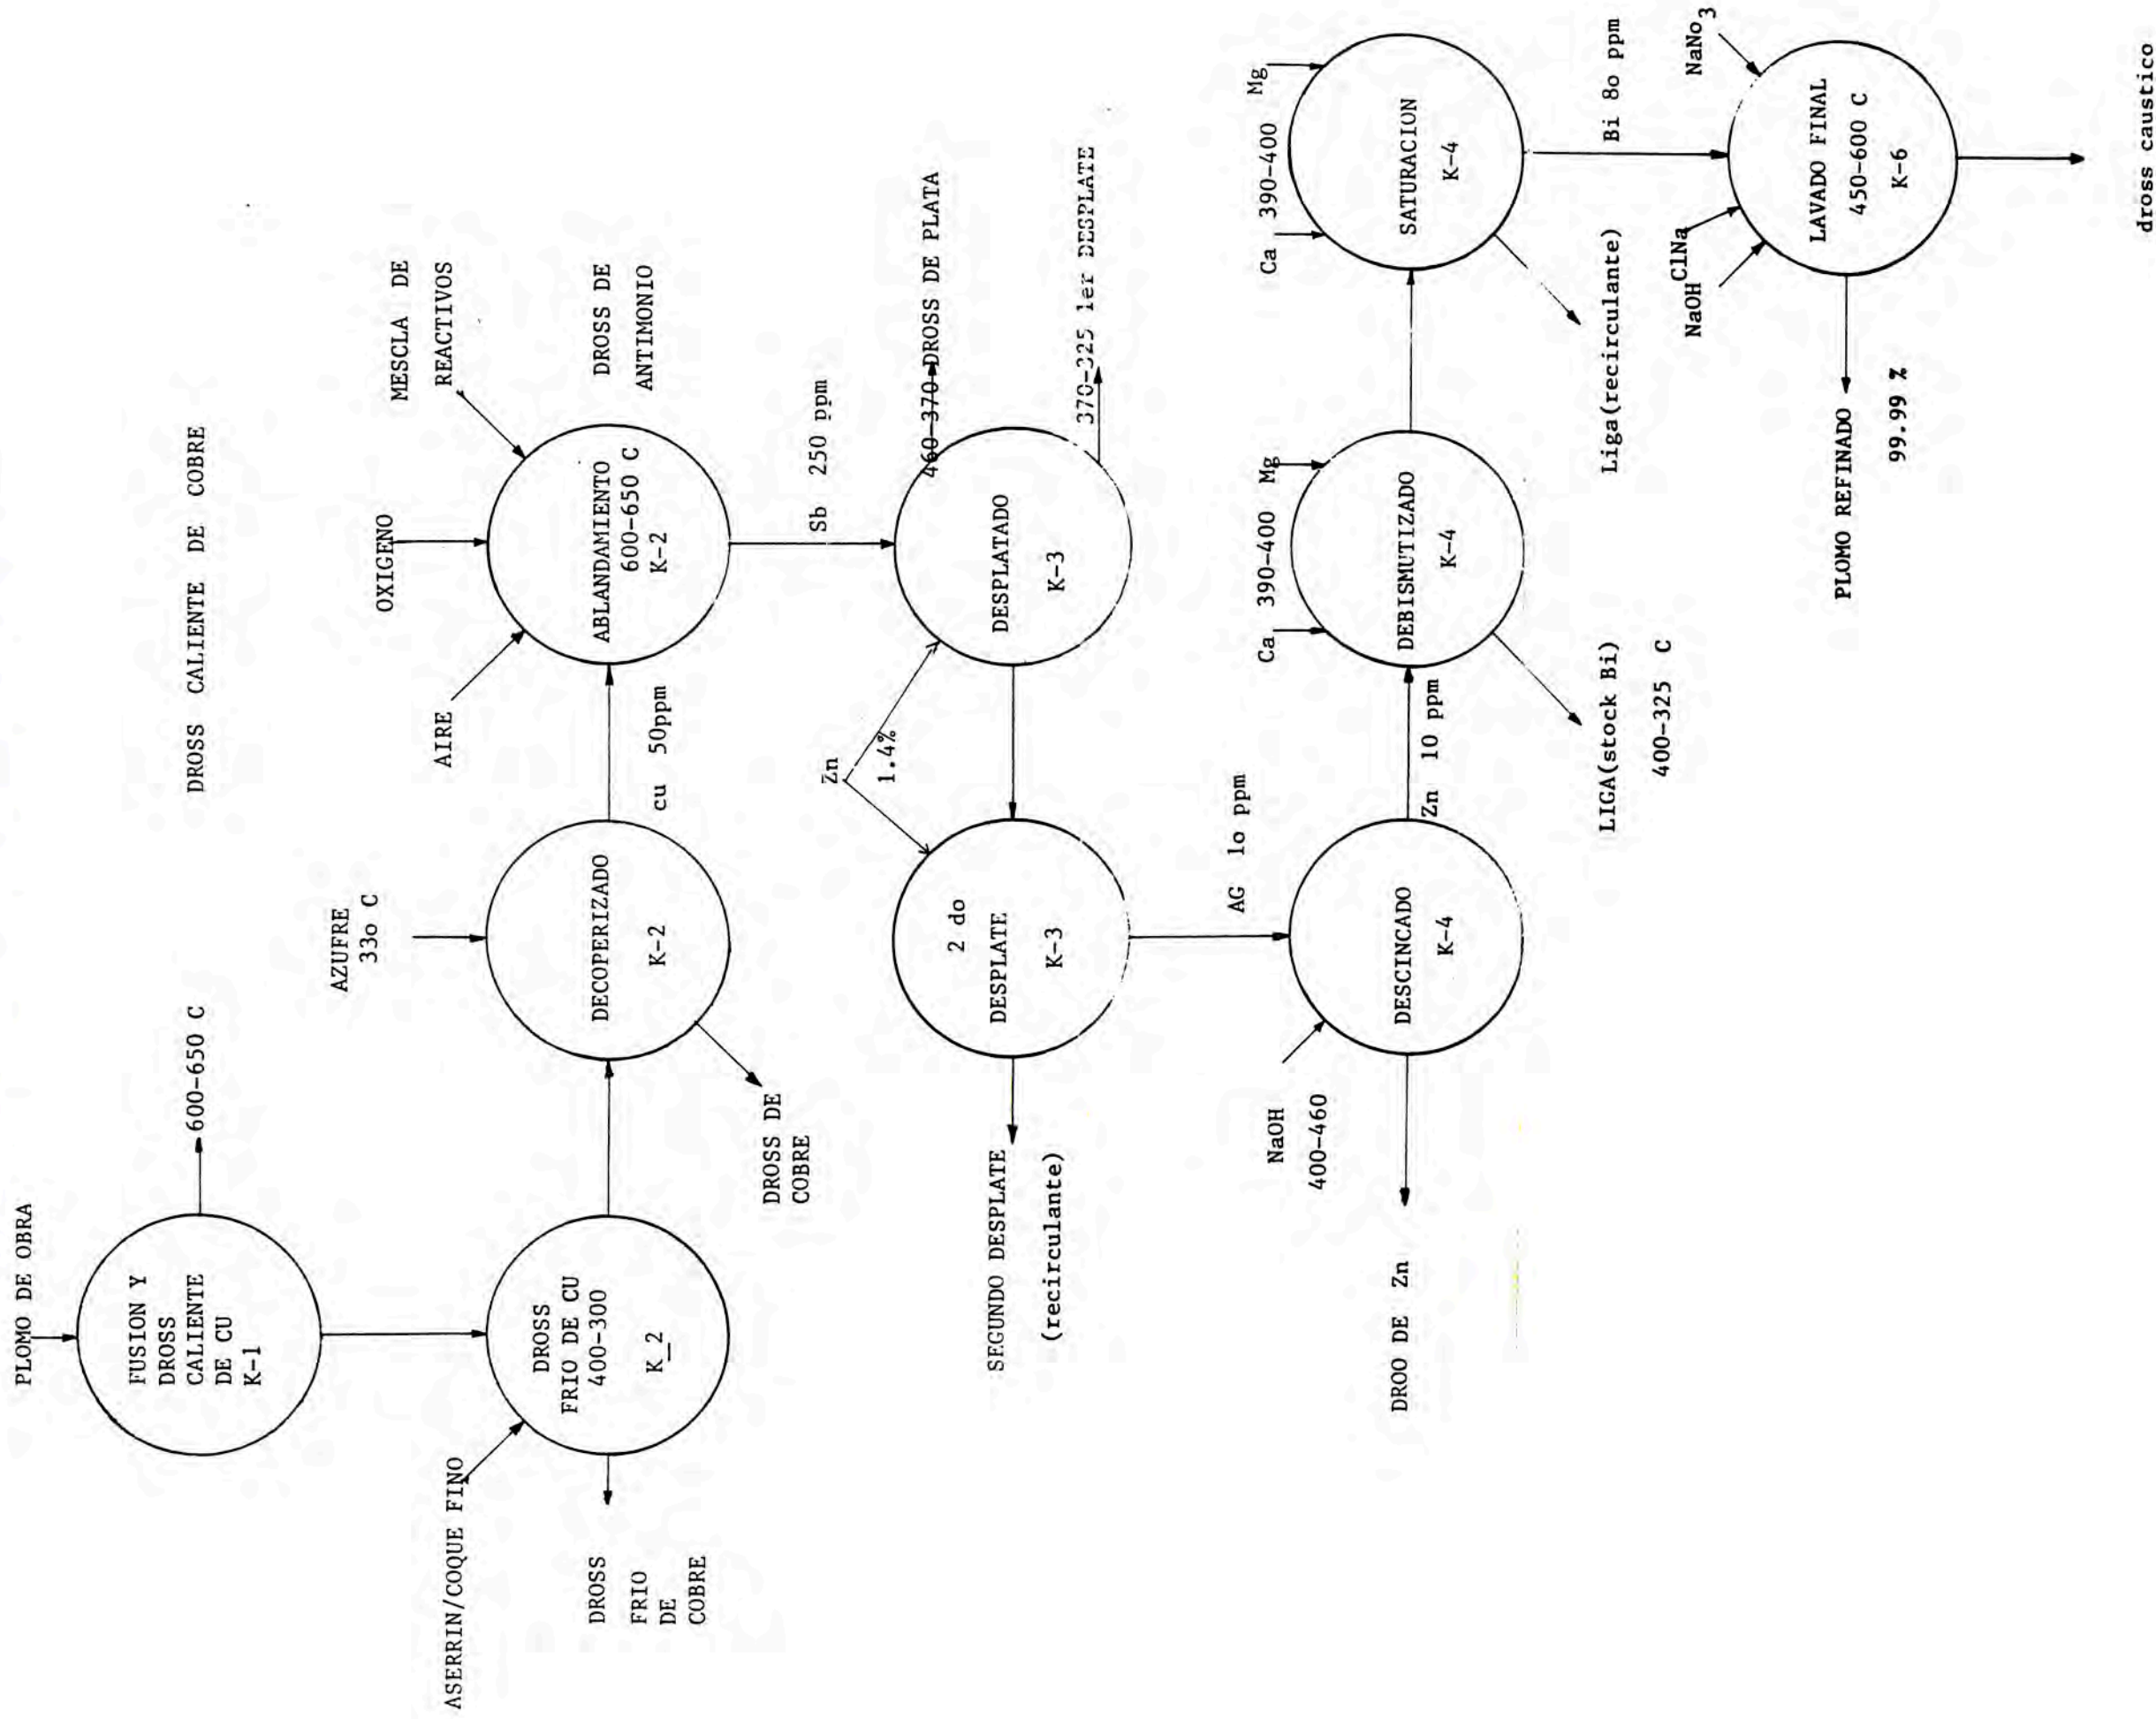 PLOMO DE OBRA
FUSION Y
DROSS
CALIENTE
DE CU
K-1
600-650 C
DROSS CALIENTE DE COBRE
ASERRIN/COQUE FINO
DROSS
FRIO DE CU
400-300
K_2
DROSS
FRIO
DE
COBRE
AZUFRE
33o C
DECOPERIZADO
K-2
DROSS DE
COBRE
cu 50ppm
AIRE
OXIGENO
MESCLA DE
REACTIVOS
ABLANDAMIENTO
600-650 C
K-2
DROSS DE
ANTIMONIO
Sb 250 ppm
460-370 DROSS DE PLATA
DESPLATADO
K-3
370-325 1er DESPLATE
Zn
1.4%
2 do
DESPLATE
K-3
SEGUNDO DESPLATE
(recirculante)
AG 1o ppm
NaOH
400-460
DESCINCADO
K-4
DROO DE Zn
Zn 10 ppm
Ca 390-400 Mg
DEBISMUTIZADO
K-4
LIGA(stock Bi)
400-325 C
Ca 390-400 Mg
SATURACION
K-4
Liga(recirculante)
Bi 8o ppm
NaOH
ClNa
NaNo3
LAVADO FINAL
450-600 C
K-6
PLOMO REFINADO
99.99 %
dross caustico